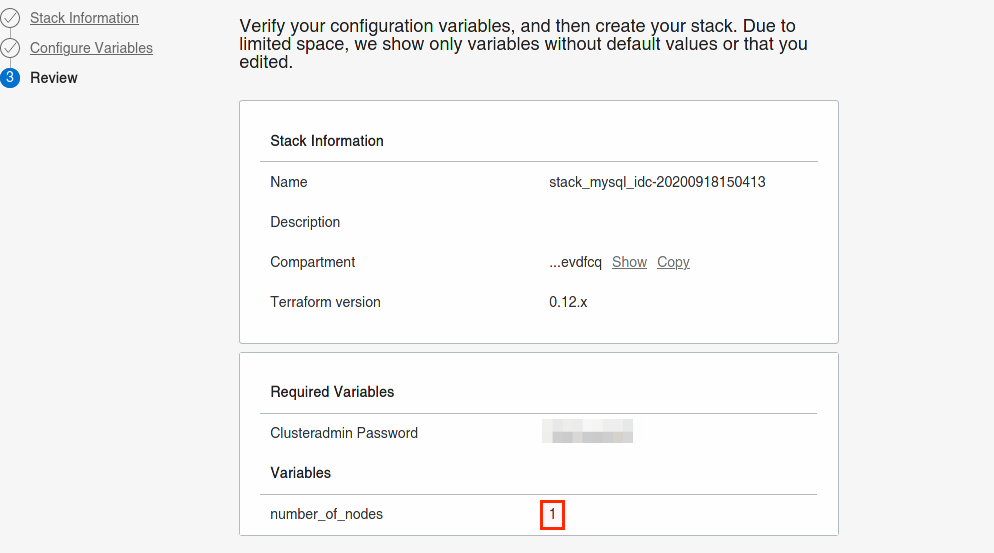 Stack Information
Configure Variables
3 Review
Verify your configuration variables, and then create your stack. Due to
limited space, we show only variables without default values or that you
edited.
Stack Information
Name stack_mysql_idc-20200918150413
Description
Compartment ...evdfcq Show Copy
Terraform version 0.12.x
Required Variables
Clusteradmin Password
Variables
number_of_nodes 1